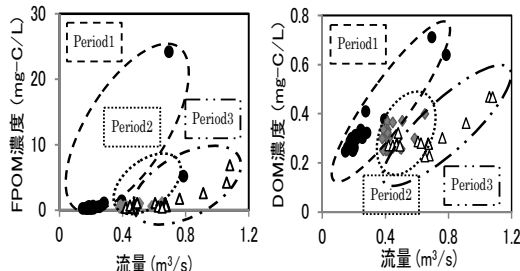 FPOM濃度 (mg-C/L)
30
20
10
0
0
0.4
0.8
1.2
流量 (m³/s)
Period1
Period2
Period3
DOM濃度 (mg-C/L)
0.8
0.6
0.4
0.2
0
0
0.4
0.8
1.2
流量 (m³/s)
Period1
Period2
Period3